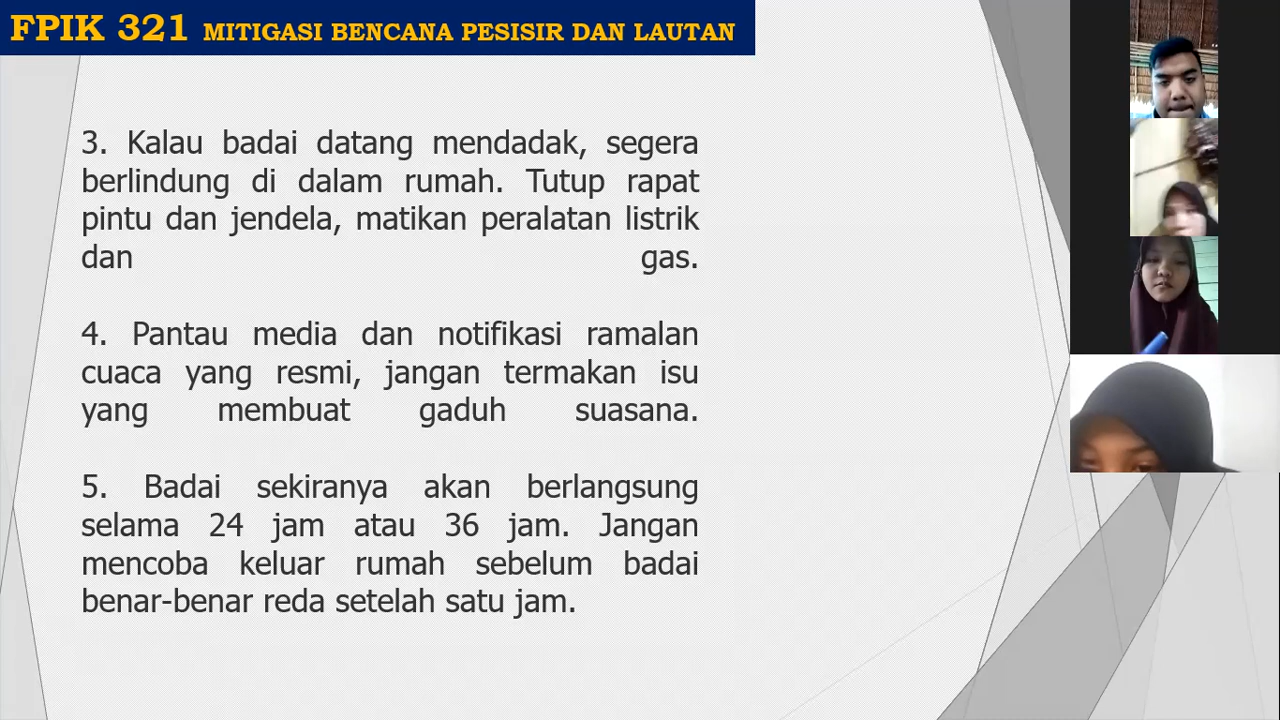 FPIK 321 MITIGASI BENCANA PESISIR DAN LAUTAN
3. Kalau badai datang mendadak, segera
berlindung di dalam rumah. Tutup rapat
pintu dan jendela, matikan peralatan listrik
dan gas.
4. Pantau media dan notifikasi ramalan
cuaca yang resmi, jangan termakan isu
yang membuat gaduh suasana.
5. Badai sekiranya akan berlangsung
selama 24 jam atau 36 jam. Jangan
mencoba keluar rumah sebelum badai
benar-benar reda setelah satu jam.